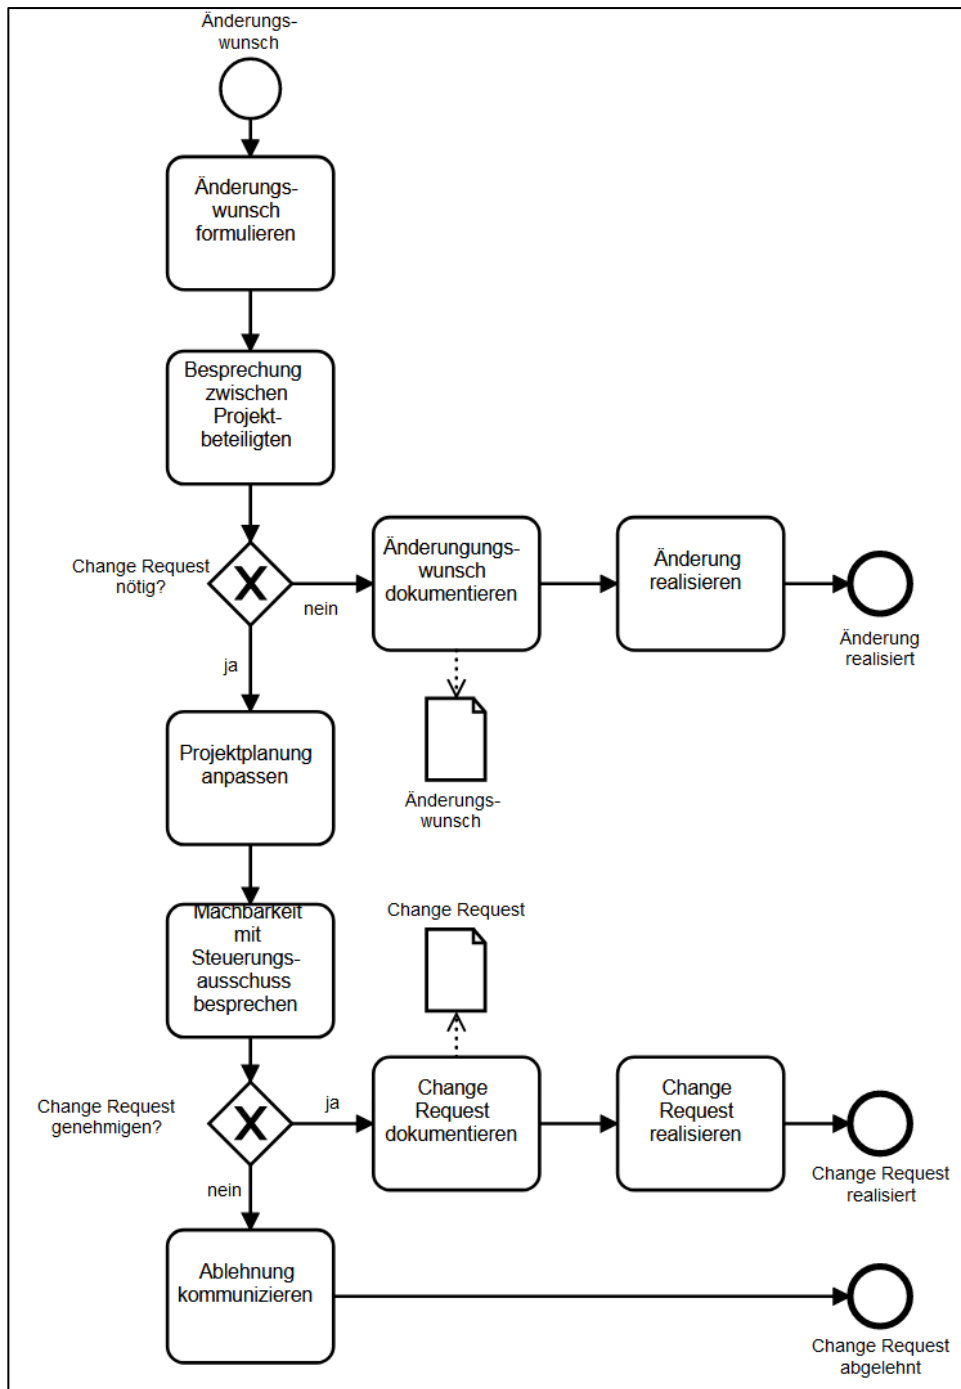 Änderungs-
wunsch
Änderungs-
wunsch
formulieren
Besprechung
zwischen
Projekt-
beteiligten
Change Request
nötig?
nein
ja
Änderungungs-
wunsch
dokumentieren
Änderung
realisieren
Änderung
realisiert
Änderungs-
wunsch
Projektplanung
anpassen
Machbarkeit
mit
Steuerungs-
ausschuss
besprechen
Change Request
Change Request
genehmigen?
ja
nein
Change
Request
dokumentieren
Change
Request
realisieren
Change Request
realisiert
Ablehnung
kommunizieren
Change Request
abgelehnt